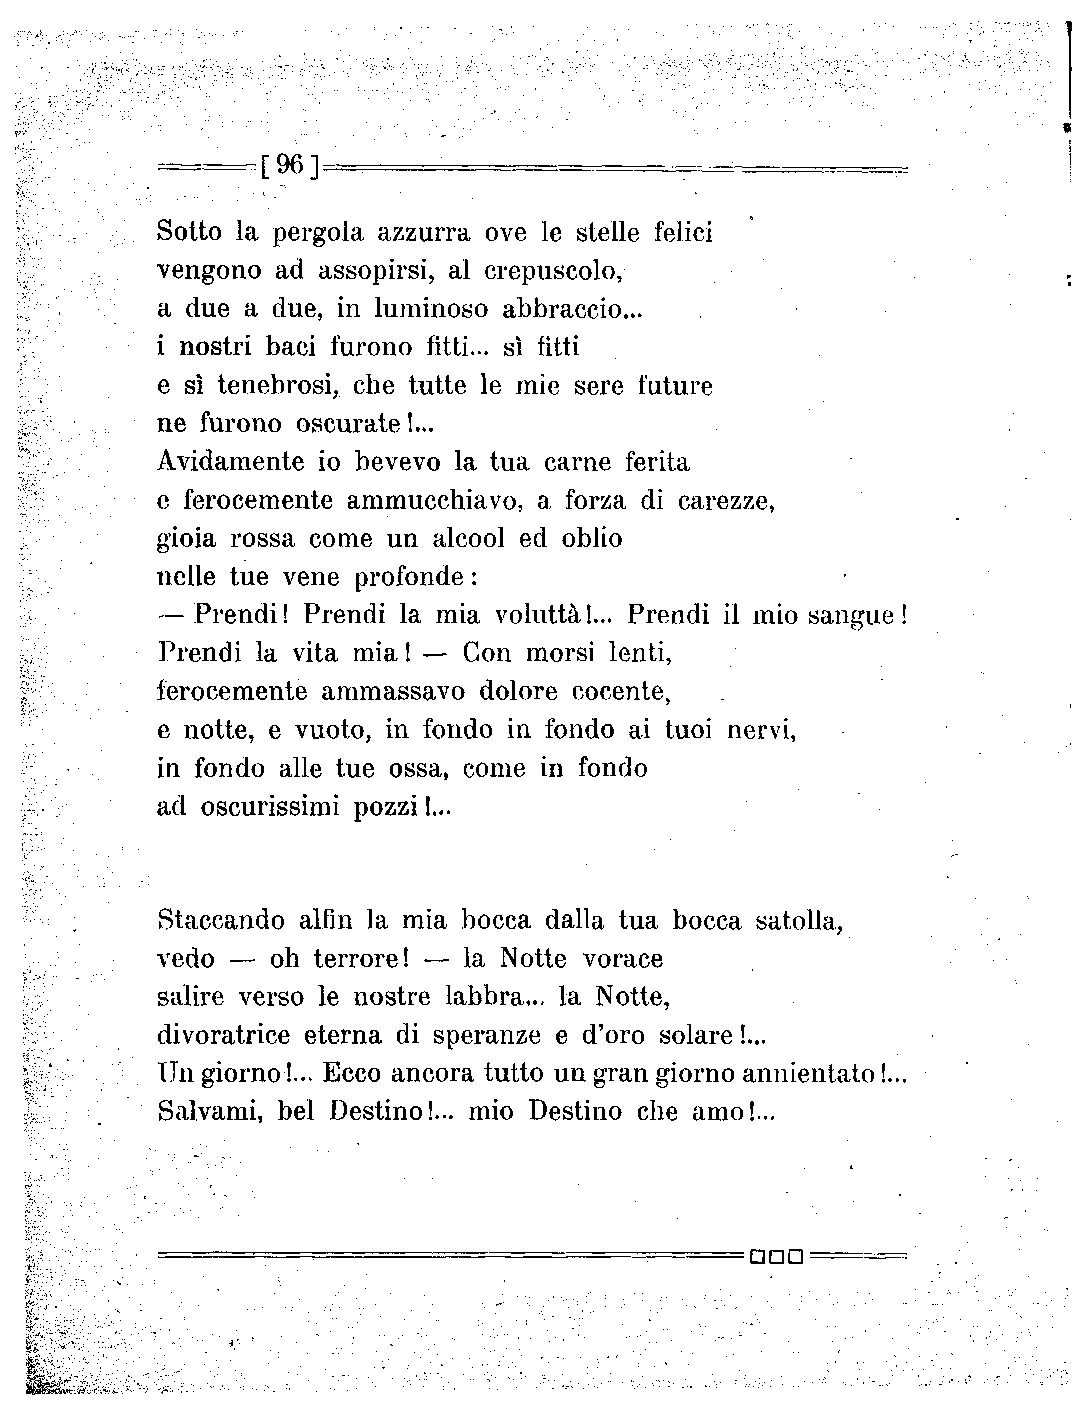 [ 96 ]
Sotto la pergola azzurra ove le stelle felici
vengono ad assopirsi, al crepuscolo,
a due a due, in luminoso abbraccio...
i nostri baci furono fitti... sì fitti
e sì tenebrosi, che tutte le mie sere future
ne furono oscurate!...
Avidamente io bevevo la tua carne ferita
e ferocemente ammucchiavo, a forza di carezze,
gioia rossa come un alcool ed oblio
nelle tue vene profonde:
— Prendi! Prendi la mia voluttà!... Prendi il mio sangue!
Prendi la vita mia! — Con morsi lenti,
ferocemente ammassavo dolore cocente,
e notte, e vuoto, in fondo in fondo ai tuoi nervi,
in fondo alle tue ossa, come in fondo
ad oscurissimi pozzi!...
Staccando alfin la mia bocca dalla tua bocca satolla,
vedo — oh terrore! — la Notte vorace
salire verso le nostre labbra... la Notte,
divoratrice eterna di speranze e d'oro solare!...
Un giorno!... Ecco ancora tutto un gran giorno annientato!...
Salvami, bel Destino!... mio Destino che amo!...